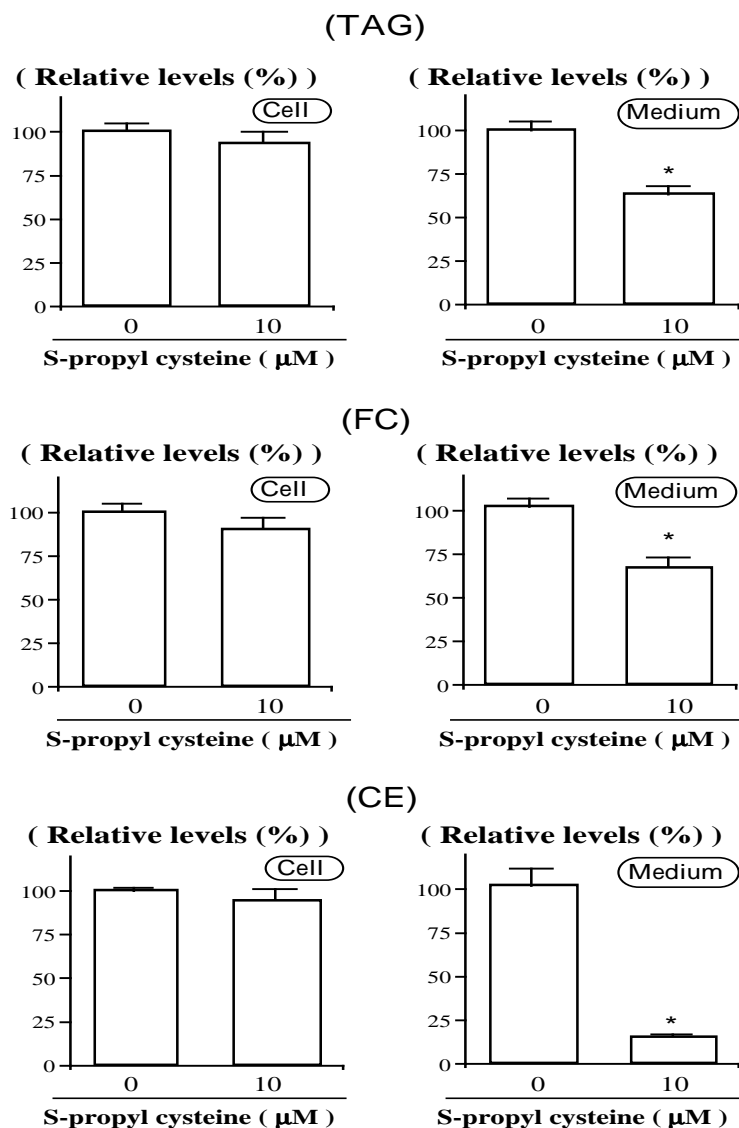 (TAG)
( Relative levels (%) )
Cell
100
75
50
25
0
0 10
S-propyl cysteine ( μM )
( Relative levels (%) )
Medium
100
75
50
25
0
*
0 10
S-propyl cysteine ( μM )
(FC)
( Relative levels (%) )
Cell
100
75
50
25
0
0 10
S-propyl cysteine ( μM )
( Relative levels (%) )
Medium
100
75
50
25
0
*
0 10
S-propyl cysteine ( μM )
(CE)
( Relative levels (%) )
Cell
100
75
50
25
0
0 10
S-propyl cysteine ( μM )
( Relative levels (%) )
Medium
100
75
50
25
0
*
0 10
S-propyl cysteine ( μM )